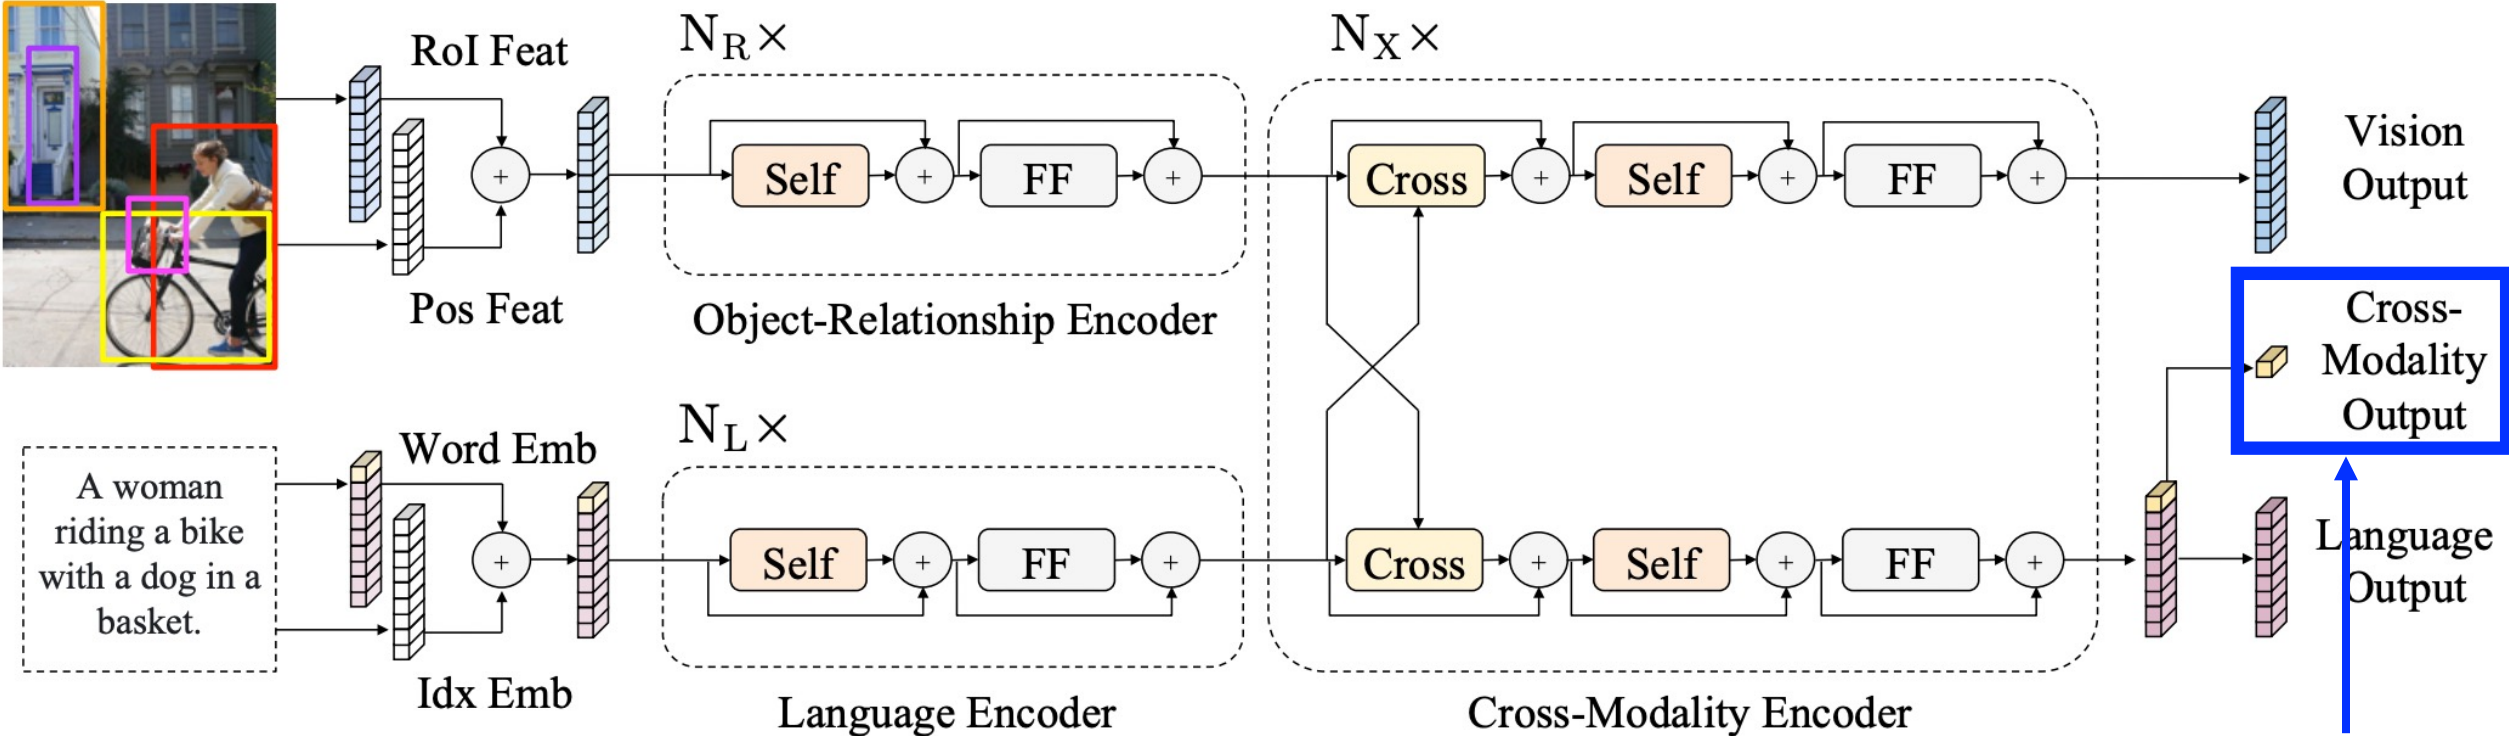 RoI Feat
Pos Feat
N_R ×
Self
+
FF
+
+
Object-Relationship Encoder
N_X ×
Cross
+
Self
+
FF
+
Vision
Output
Cross-
Modality
Output
A woman
riding a bike
with a dog in a
basket.
Word Emb
Idx Emb
+
N_L ×
Self
+
FF
+
Language Encoder
Cross
+
Self
+
FF
+
Cross-Modality Encoder
Language
Output